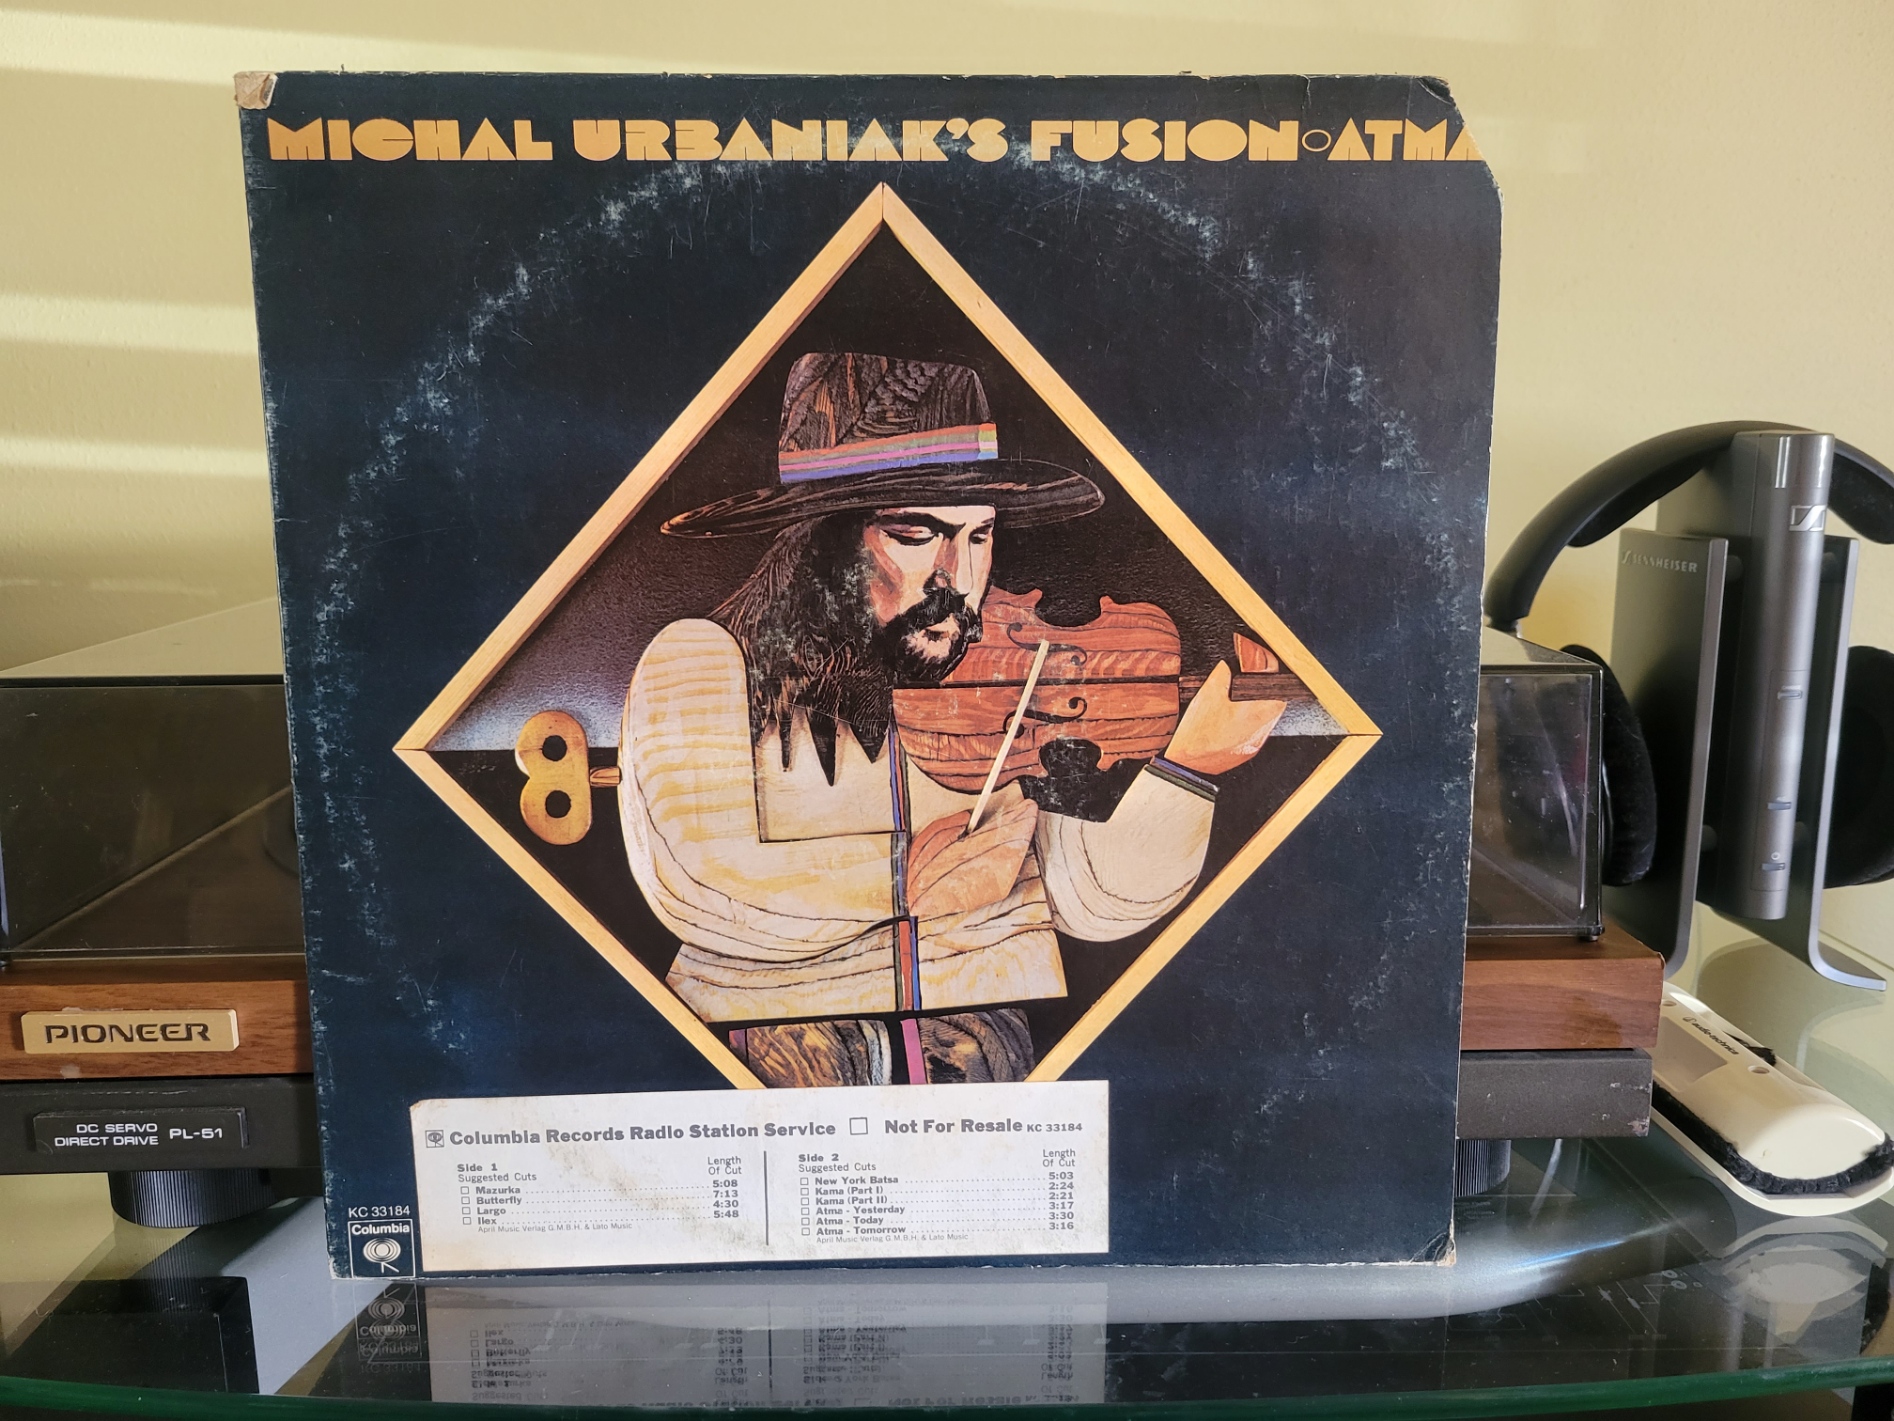 MICHAL URBANIAK'S FUSION ATMA
SENNHEISER
PIONEER
DC SERVO
DIRECT DRIVE PL-51
audio-technica
Columbia Records Radio Station Service Not For Resale KC 33184
Side 1
Suggested Cuts
Length
Of Cut
Mazurka 5:08
Butterfly 7:13
Largo 4:30
Ilex 5:48
April Music Verlag G.M.B.H. & Lato Music
Side 2
Suggested Cuts
Length
Of Cut
New York Batsa 5:03
Kama (Part I) 2:24
Kama (Part II) 2:21
Atma - Yesterday 3:17
Atma - Today 3:30
Atma - Tomorrow 3:16
April Music Verlag G.M.B.H. & Lato Music
KC 33184
Columbia